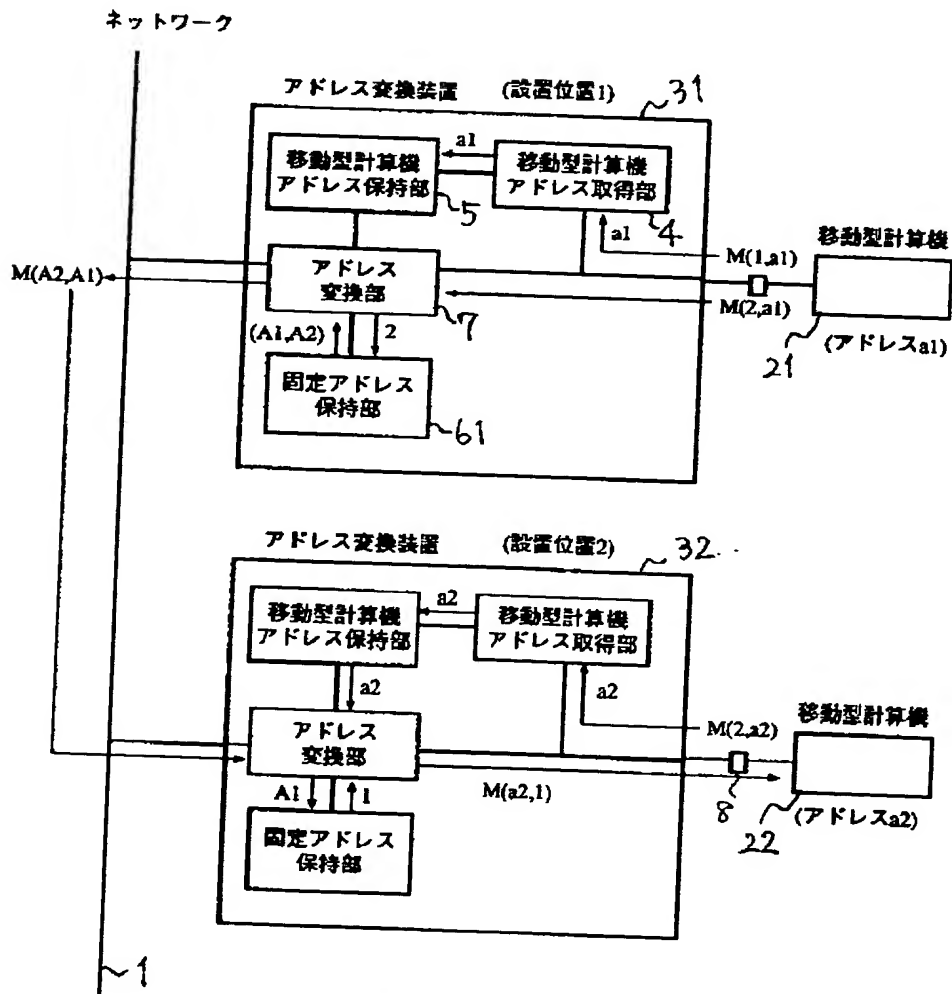 ネットワーク
アドレス変換装置 (設置位置1)
31
a1
移動型計算機
アドレス保持部
5
移動型計算機
アドレス取得部
4
a1
M(1,a1)
移動型計算機
M(A2,A1)
アドレス
変換部
7
M(2,a1)
21
(アドレスa1)
(A1,A2)
2
固定アドレス
保持部
61
アドレス変換装置 (設置位置2)
32
a2
移動型計算機
アドレス保持部
移動型計算機
アドレス取得部
a2
a2
M(2,a2)
移動型計算機
アドレス
変換部
M(a2,1)
8
22
(アドレスa2)
A1
1
固定アドレス
保持部
1